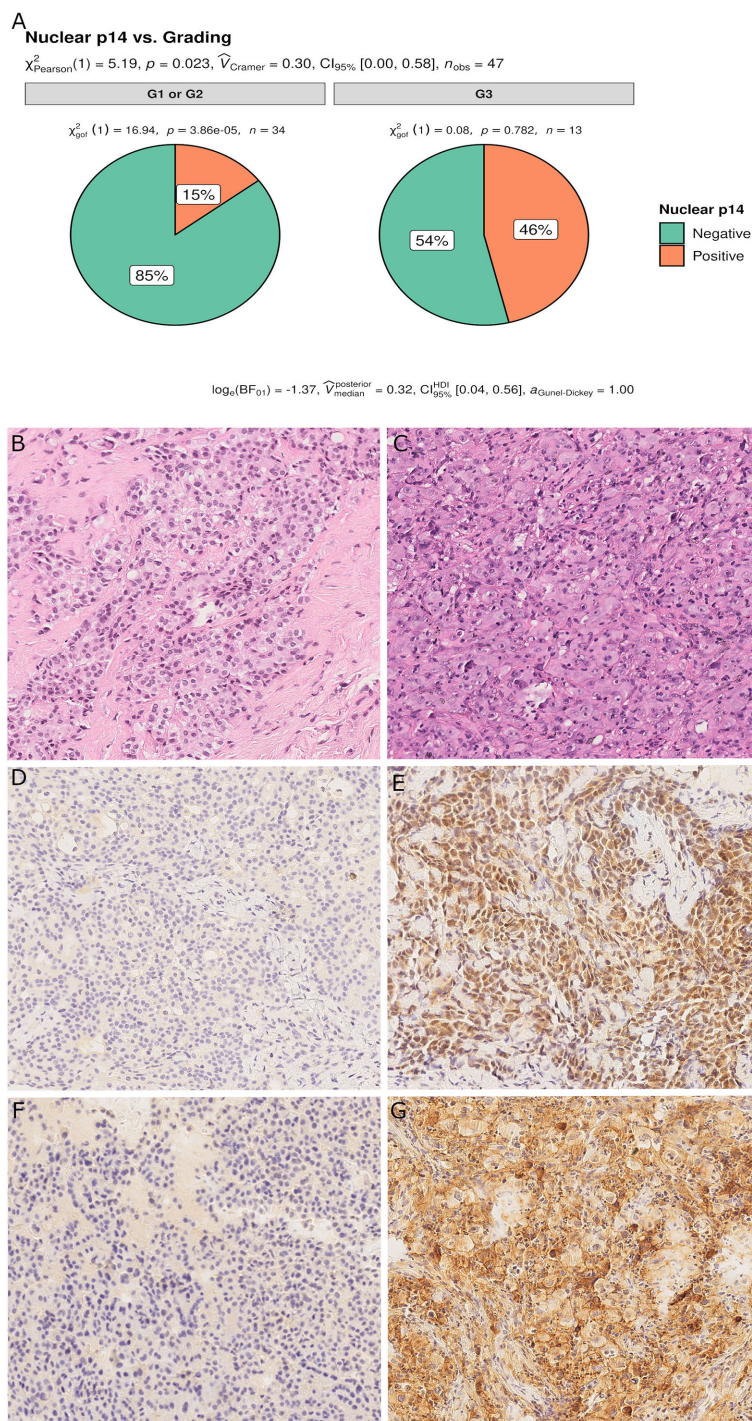 A
Nuclear p14 vs. Grading
χ²Pearson(1) = 5.19, p = 0.023, V̂Cramer = 0.30, CI95% [0.00, 0.58], nobs = 47
G1 or G2
G3
χ²gof (1) = 16.94, p = 3.86e-05, n = 34
χ²gof (1) = 0.08, p = 0.782, n = 13
15%
85%
54%
46%
Nuclear p14
Negative
Positive
loge(BF01) = -1.37, V̂posterior median = 0.32, CIHDI 95% [0.04, 0.56], aGunel-Dickey = 1.00
B
C
D
E
F
G